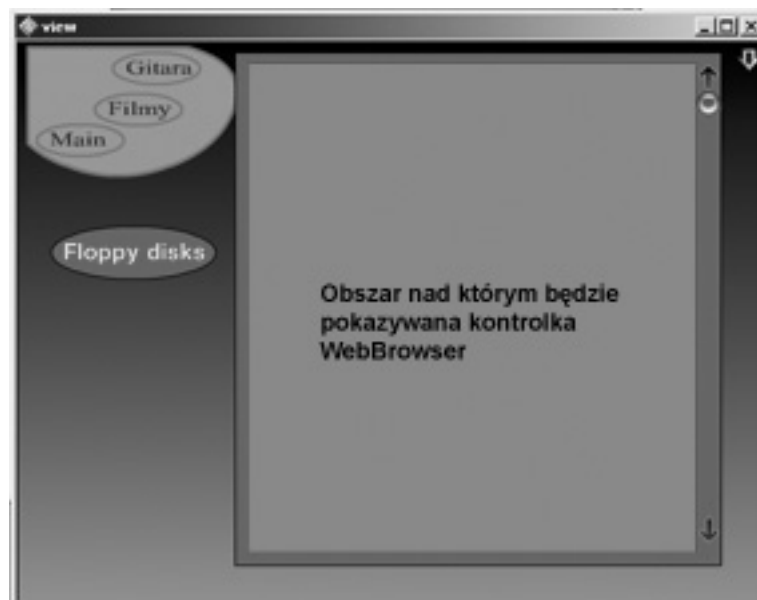 view
Gitara
Filmy
Main
Floppy disks
Obszar nad którym będzie
pokazywana kontrolka
WebBrowser